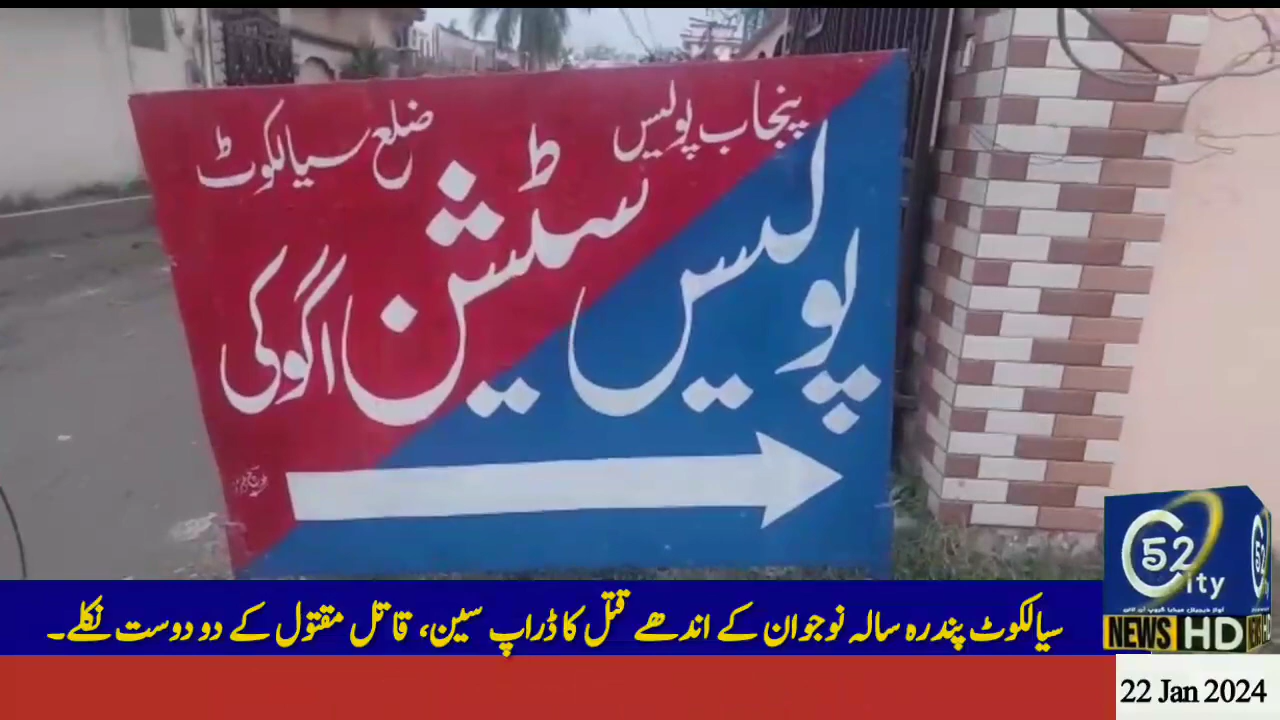 پنجاب پولیس ضلع سیالکوٹ
پولیس سٹیشن اگوکی
52 City
NEWS HD
سیالکوٹ پندرہ سالہ نوجوان کے اندھے قتل کا ڈراپ سین، قاتل مقتول کے دو دوست نکلے۔
22 Jan 2024